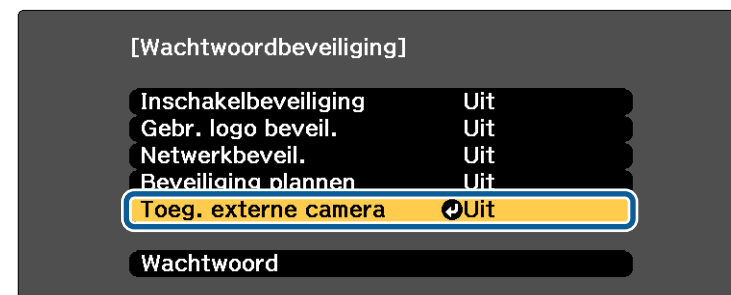 [Wachtwoordbeveiliging]
Inschakelbeveiliging Uit
Gebr. logo beveil. Uit
Netwerkbeveil. Uit
Beveiliging plannen Uit
Toeg. externe camera Uit
Wachtwoord